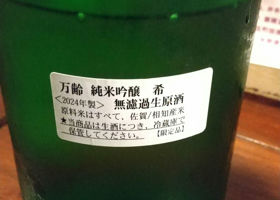 万齢 純米吟醸 希
<2024年製> 無濾過生原酒
原料米はすべて、佐賀/相知産米
★当商品は生酒につき、冷蔵庫で
保管してください。【限定品】